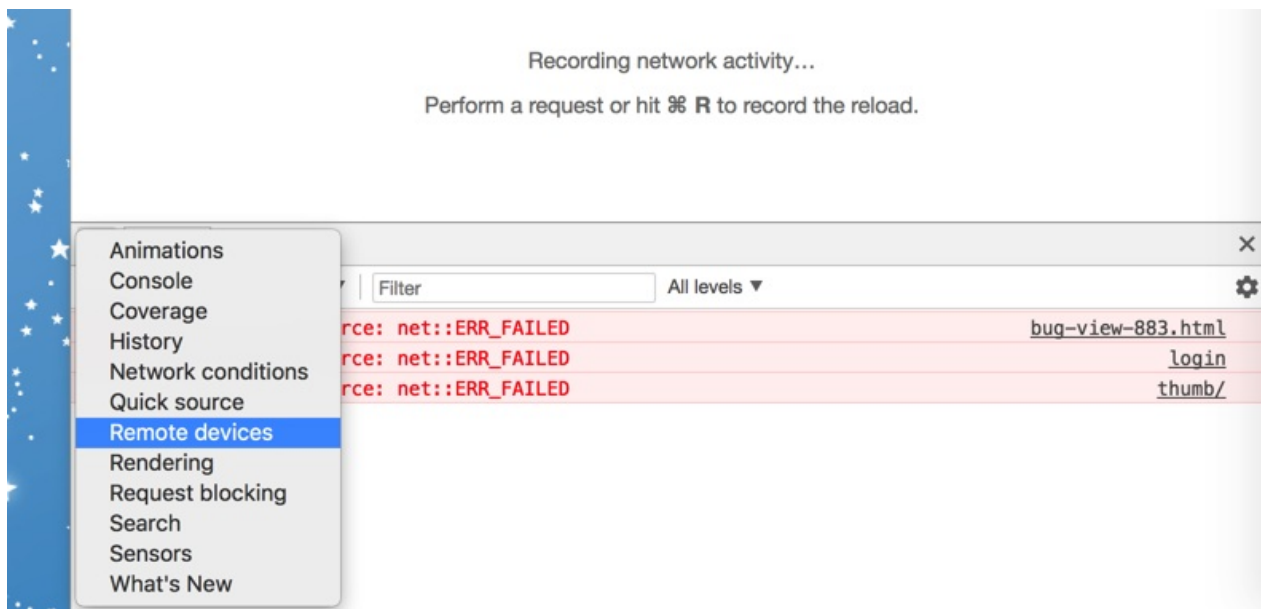 Recording network activity…
Perform a request or hit ⌘ R to record the reload.
Animations
Console
Coverage
History
Network conditions
Quick source
Remote devices
Rendering
Request blocking
Search
Sensors
What's New
Filter
All levels ▼
rce: net::ERR_FAILED bug-view-883.html
rce: net::ERR_FAILED login
rce: net::ERR_FAILED thumb/